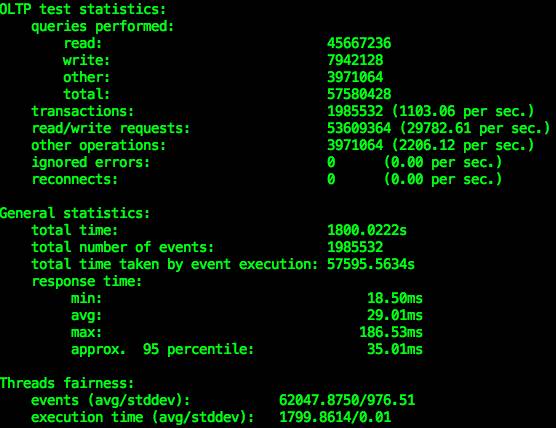 OLTP test statistics:
queries performed:
read: 45667236
write: 7942128
other: 3971064
total: 57580428
transactions: 1985532 (1103.06 per sec.)
read/write requests: 53609364 (29782.61 per sec.)
other operations: 3971064 (2206.12 per sec.)
ignored errors: 0 (0.00 per sec.)
reconnects: 0 (0.00 per sec.)
General statistics:
total time: 1800.0222s
total number of events: 1985532
total time taken by event execution: 57595.5634s
response time:
min: 18.50ms
avg: 29.01ms
max: 186.53ms
approx. 95 percentile: 35.01ms
Threads fairness:
events (avg/stddev): 62047.8750/976.51
execution time (avg/stddev): 1799.8614/0.01